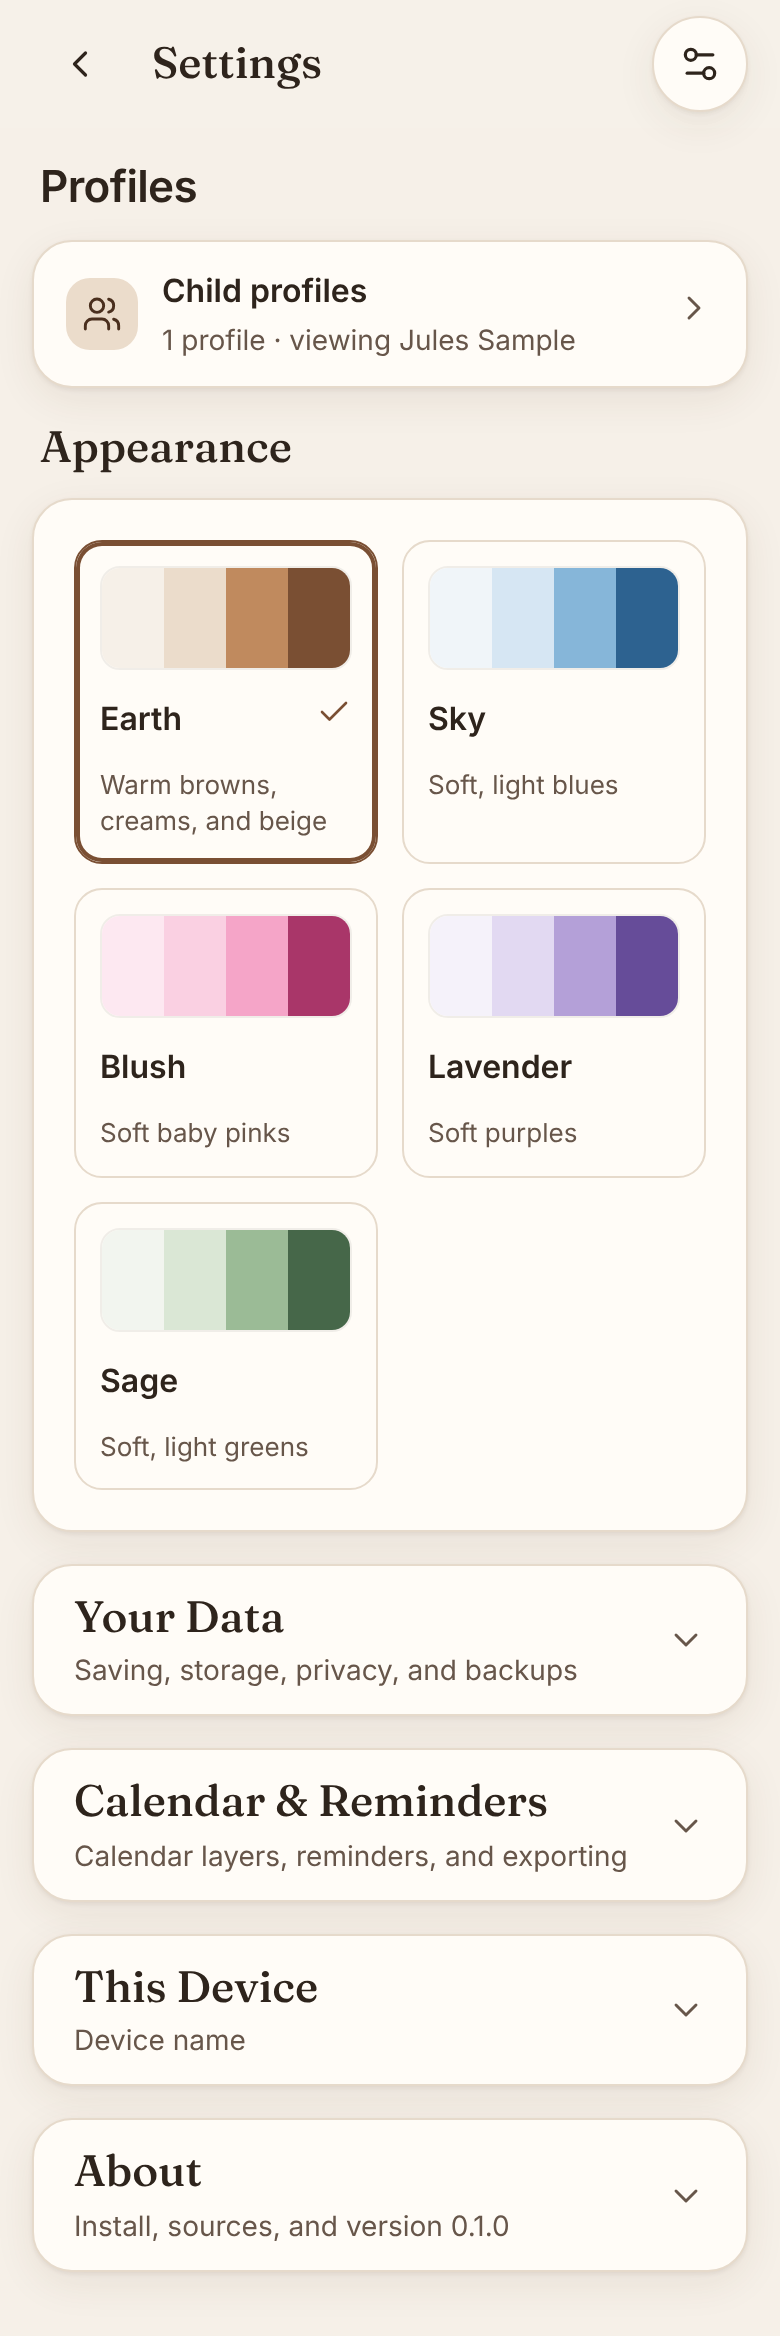 Settings
Profiles
Child profiles
1 profile · viewing Jules Sample
Appearance
Earth
Warm browns,
creams, and beige
Sky
Soft, light blues
Blush
Soft baby pinks
Lavender
Soft purples
Sage
Soft, light greens
Your Data
Saving, storage, privacy, and backups
Calendar & Reminders
Calendar layers, reminders, and exporting
This Device
Device name
About
Install, sources, and version 0.1.0